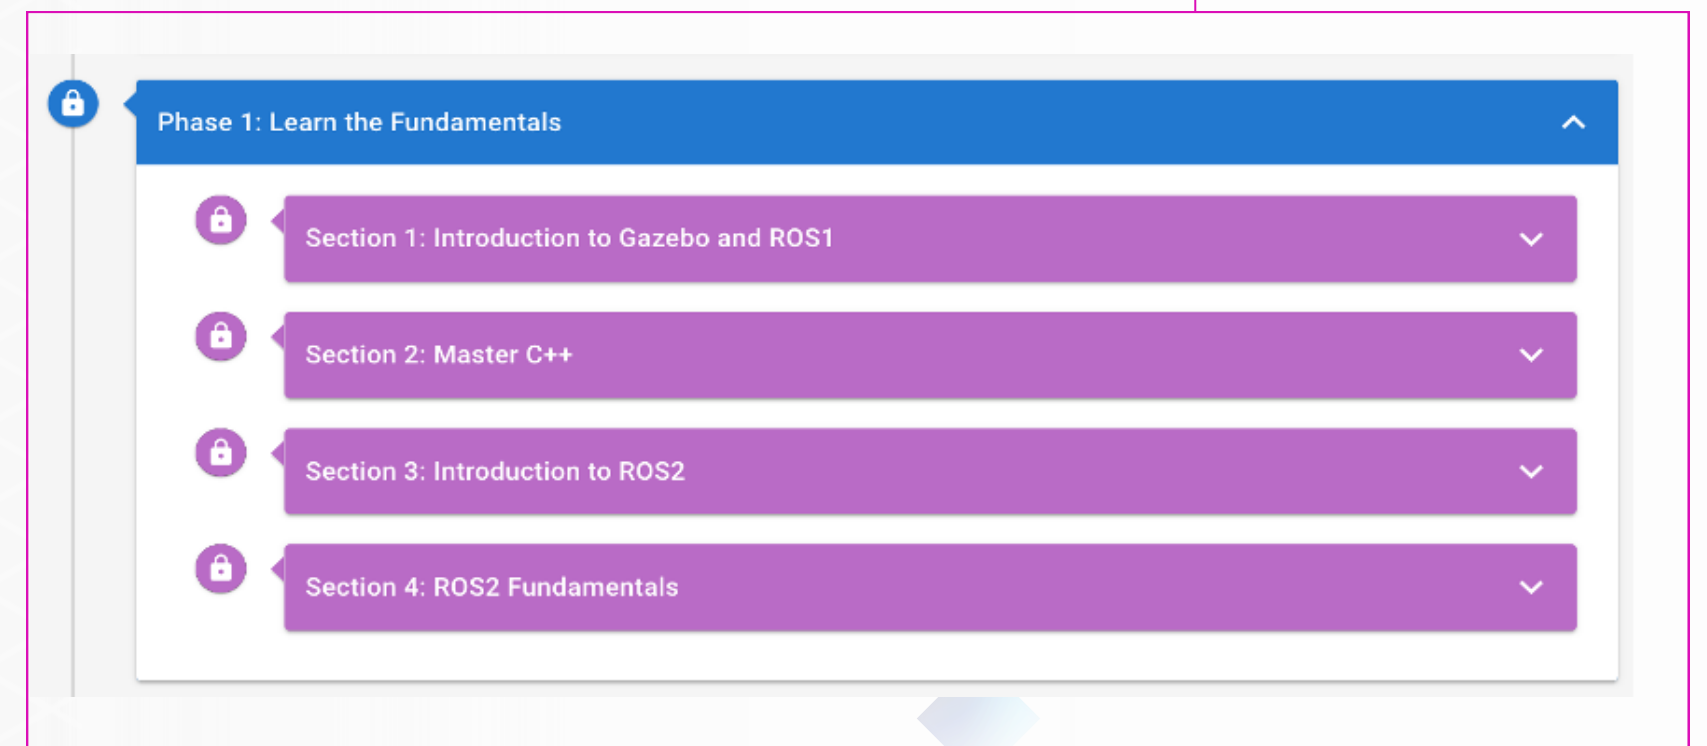 Phase 1: Learn the Fundamentals
Section 1: Introduction to Gazebo and ROS1
Section 2: Master C++
Section 3: Introduction to ROS2
Section 4: ROS2 Fundamentals